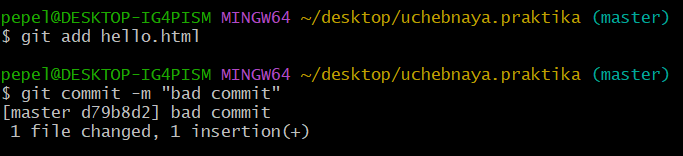 pepel@DESKTOP-IG4PISM MINGW64 ~/desktop/uchebnaya.praktika (master)
$ git add hello.html
pepel@DESKTOP-IG4PISM MINGW64 ~/desktop/uchebnaya.praktika (master)
$ git commit -m "bad commit"
[master d79b8d2] bad commit
 1 file changed, 1 insertion(+)